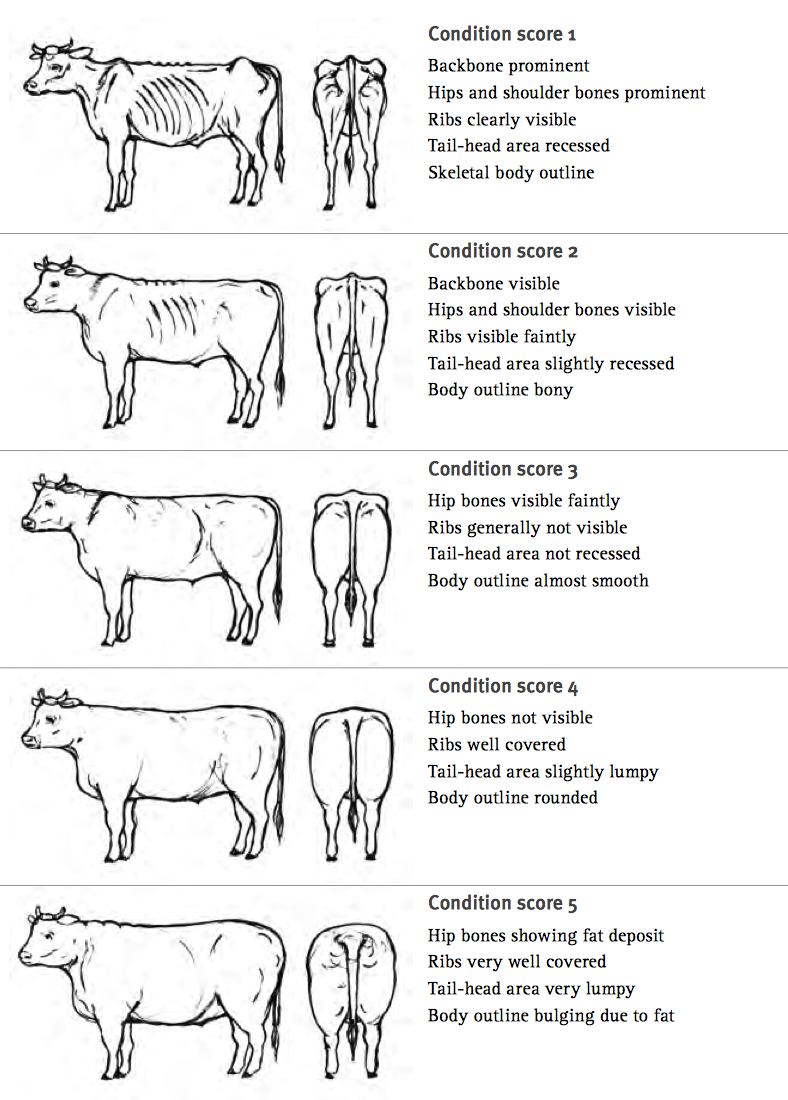 Condition score 1
Backbone prominent
Hips and shoulder bones prominent
Ribs clearly visible
Tail-head area recessed
Skeletal body outline
Condition score 2
Backbone visible
Hips and shoulder bones visible
Ribs visible faintly
Tail-head area slightly recessed
Body outline bony
Condition score 3
Hip bones visible faintly
Ribs generally not visible
Tail-head area not recessed
Body outline almost smooth
Condition score 4
Hip bones not visible
Ribs well covered
Tail-head area slightly lumpy
Body outline rounded
Condition score 5
Hip bones showing fat deposit
Ribs very well covered
Tail-head area very lumpy
Body outline bulging due to fat